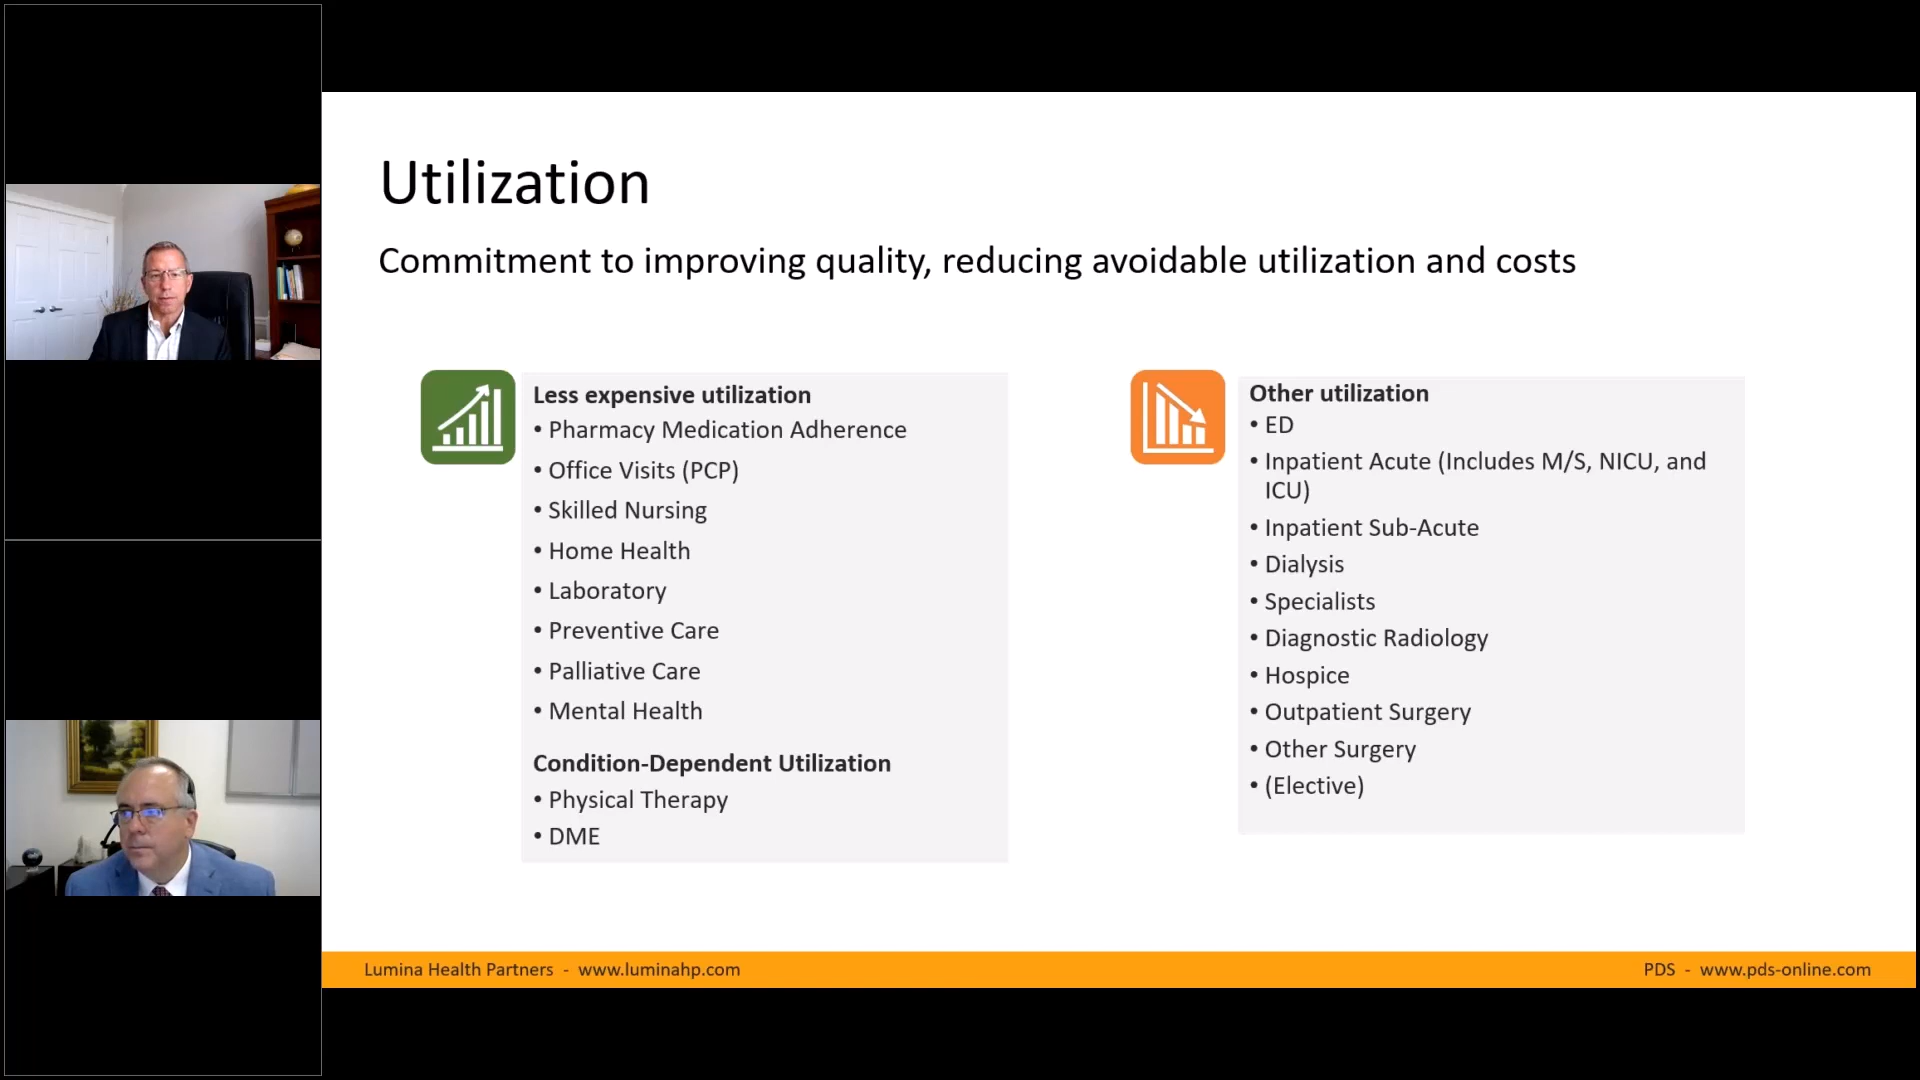 Utilization
Commitment to improving quality, reducing avoidable utilization and costs
Less expensive utilization
• Pharmacy Medication Adherence
• Office Visits (PCP)
• Skilled Nursing
• Home Health
• Laboratory
• Preventive Care
• Palliative Care
• Mental Health
Condition-Dependent Utilization
• Physical Therapy
• DME
Other utilization
• ED
• Inpatient Acute (Includes M/S, NICU, and
ICU)
• Inpatient Sub-Acute
• Dialysis
• Specialists
• Diagnostic Radiology
• Hospice
• Outpatient Surgery
• Other Surgery
• (Elective)
Lumina Health Partners - www.luminahp.com
PDS - www.pds-online.com